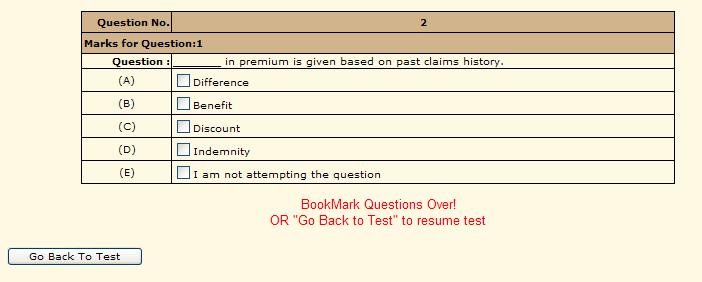 Question No. 2
Marks for Question:1
Question : _______ in premium is given based on past claims history.
(A) Difference
(B) Benefit
(C) Discount
(D) Indemnity
(E) I am not attempting the question
BookMark Questions Over!
OR "Go Back to Test" to resume test
Go Back To Test